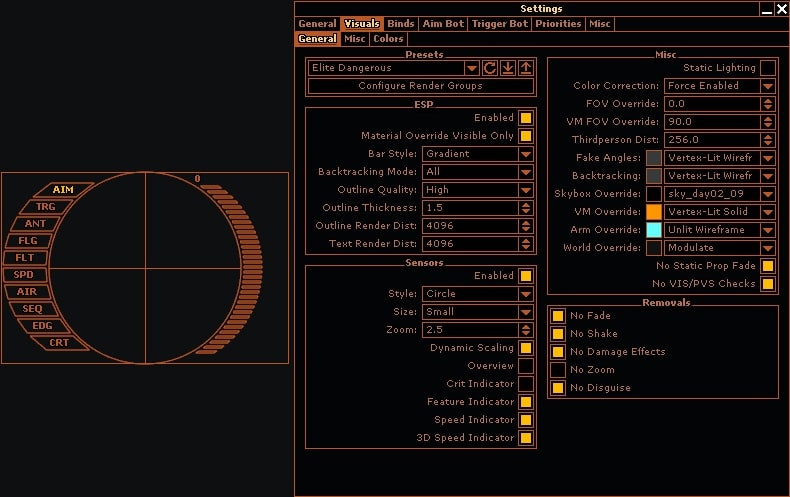 Settings
General Visuals Binds Aim Bot Trigger Bot Priorities Misc
General Misc Colors
0
AIM
TRG
ANT
FLG
FLT
SPD
AIR
SEQ
EDG
CRT
Presets
Elite Dangerous
Configure Render Groups
ESP
Enabled
Material Override Visible Only
Bar Style: Gradient
Backtracking Mode: All
Outline Quality: High
Outline Thickness: 1.5
Outline Render Dist: 4096
Text Render Dist: 4096
Sensors
Enabled
Style: Circle
Size: Small
Zoom: 2.5
Dynamic Scaling
Overview
Crit Indicator
Feature Indicator
Speed Indicator
3D Speed Indicator
Misc
Static Lighting
Color Correction: Force Enabled
FOV Override: 0.0
VM FOV Override: 90.0
Thirdperson Dist: 256.0
Fake Angles: Vertex-Lit Wirefr
Backtracking: Vertex-Lit Wirefr
Skybox Override: sky_day02_09
VM Override: Vertex-Lit Solid
Arm Override: Unlit Wireframe
World Override: Modulate
No Static Prop Fade
No VIS/PVS Checks
Removals
No Fade
No Shake
No Damage Effects
No Zoom
No Disguise